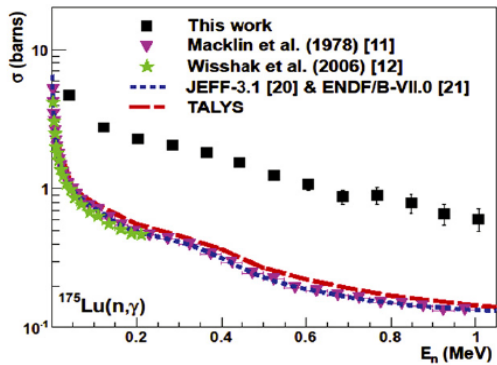 σ (barns)
10
1
10⁻¹
This work
Macklin et al. (1978) [11]
Wisshak et al. (2006) [12]
JEFF-3.1 [20] & ENDF/B-VII.0 [21]
TALYS
¹⁷⁵Lu(n,γ)
0.2 0.4 0.6 0.8 1
Eₙ (MeV)